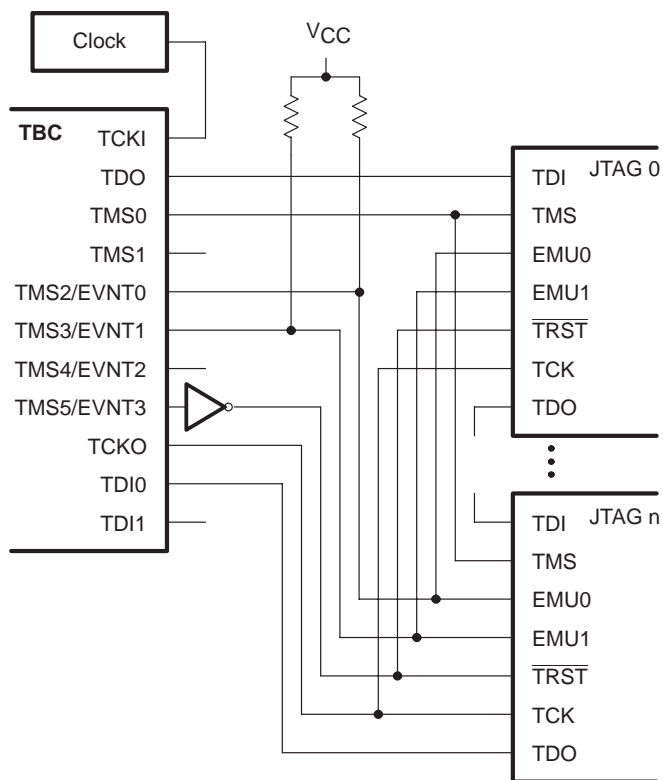 Clock
VCC
TBC
TCKI
TDO
TMS0
TMS1
TMS2/EVNT0
TMS3/EVNT1
TMS4/EVNT2
TMS5/EVNT3
TCKO
TDI0
TDI1
JTAG 0
TDI
TMS
EMU0
EMU1
TRST
TCK
TDO
JTAG n
TDI
TMS
EMU0
EMU1
TRST
TCK
TDO